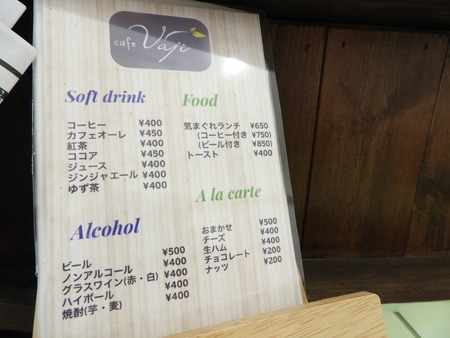 cafe Vaji
Soft drink
コーヒー ¥400
カフェオーレ ¥450
紅茶 ¥400
ココア ¥450
ジュース ¥400
ジンジャエール ¥400
ゆず茶 ¥400
Food
気まぐれランチ ¥650
(コーヒー付き ¥750)
(ビール付き ¥850)
トースト ¥400
Alcohol
ビール ¥500
ノンアルコール ¥400
グラスワイン(赤・白) ¥400
ハイボール ¥400
焼酎(芋・麦) ¥400
A la carte
おまかせ ¥500
チーズ ¥400
生ハム ¥400
チョコレート ¥200
ナッツ ¥200